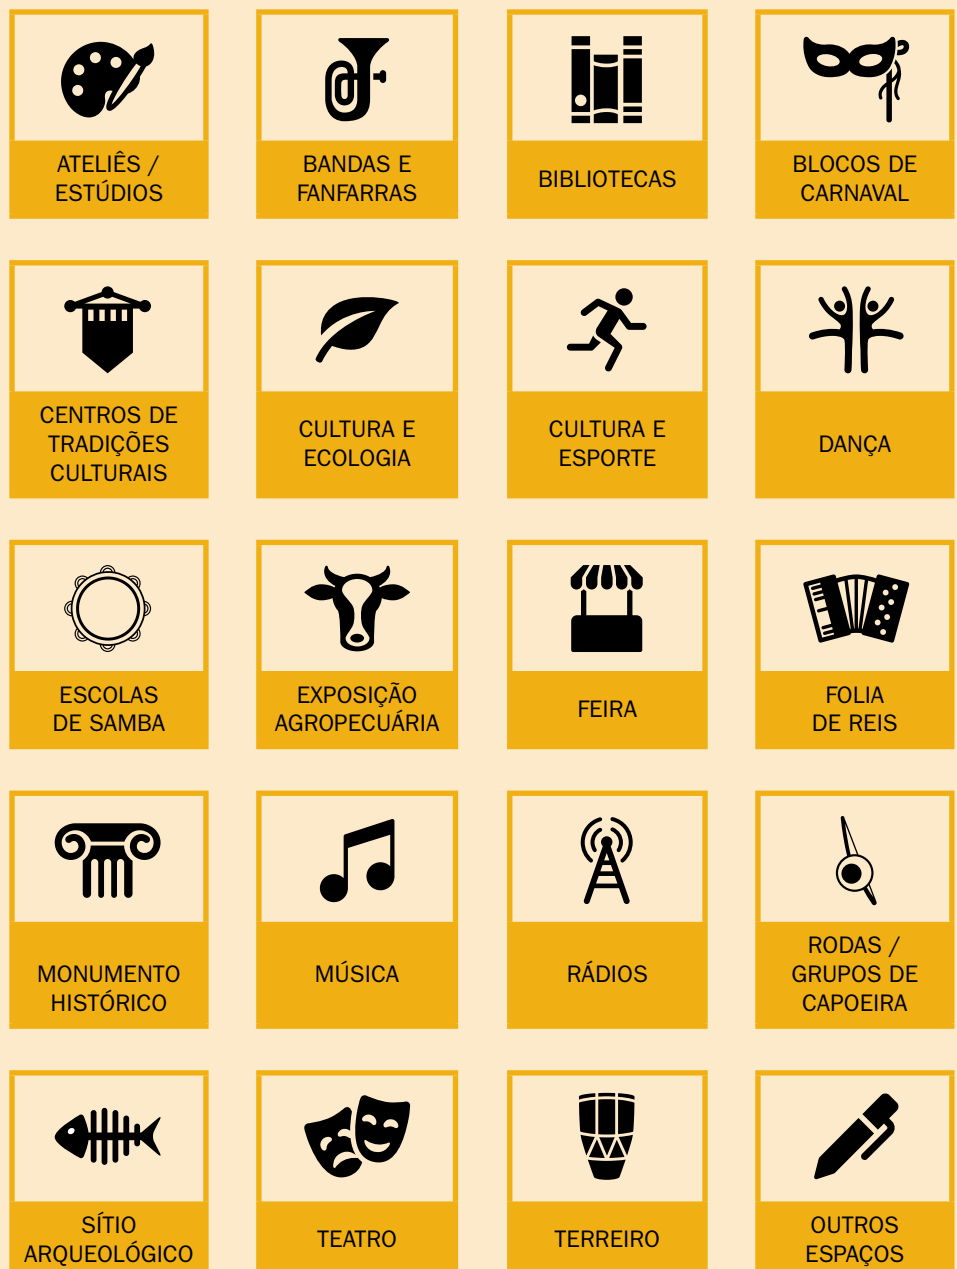 ATELIÊS /
ESTÚDIOS
BANDAS E
FANFARRAS
BIBLIOTECAS
BLOCOS DE
CARNAVAL
CENTROS DE
TRADIÇÕES
CULTURAIS
CULTURA E
ECOLOGIA
CULTURA E
ESPORTE
DANÇA
ESCOLAS
DE SAMBA
EXPOSIÇÃO
AGROPECUÁRIA
FEIRA
FOLIA
DE REIS
MONUMENTO
HISTÓRICO
MÚSICA
RÁDIOS
RODAS /
GRUPOS DE
CAPOEIRA
SÍTIO
ARQUEOLÓGICO
TEATRO
TERREIRO
OUTROS
ESPAÇOS